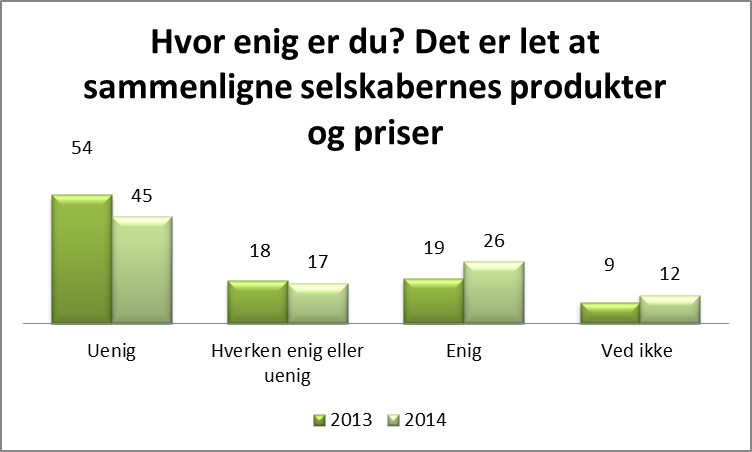 Hvor enig er du? Det er let at
sammenligne selskabernes produkter
og priser
54
45
18
17
19
26
9
12
Uenig
Hverken enig eller
uenig
Enig
Ved ikke
2013
2014